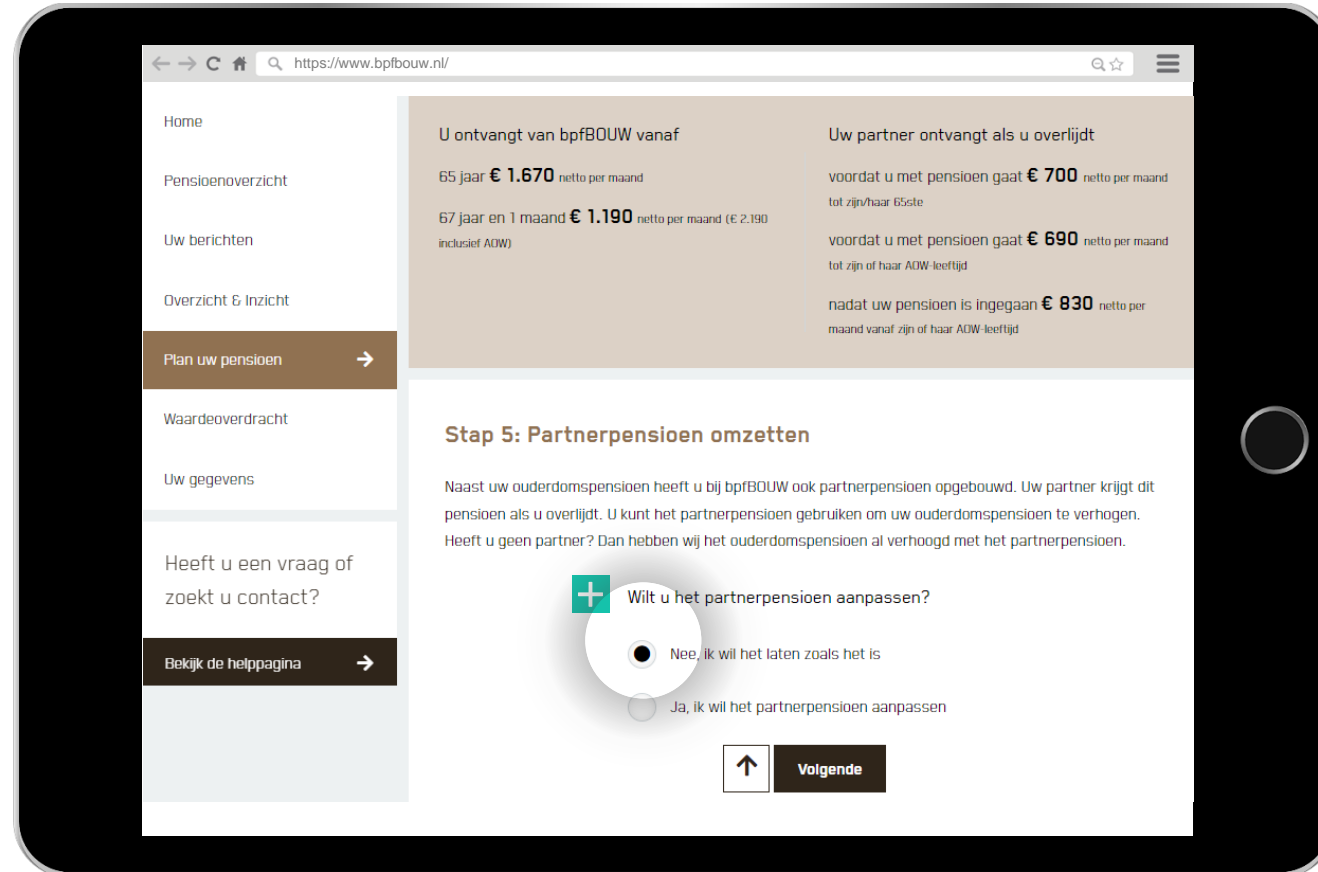 https://www.bpfbouw.nl/
Home
Pensioenoverzicht
Uw berichten
Overzicht & Inzicht
Plan uw pensioen
Waardeoverdracht
Uw gegevens
Heeft u een vraag of
zoekt u contact?
Bekijk de helppagina
U ontvangt van bpfBOUW vanaf
65 jaar € 1.670 netto per maand
67 jaar en 1 maand € 1.190 netto per maand (€ 2.190
inclusief AOW)
Uw partner ontvangt als u overlijdt
voordat u met pensioen gaat € 700 netto per maand
tot zijn/haar 65ste
voordat u met pensioen gaat € 690 netto per maand
tot zijn of haar AOW-leeftijd
nadat uw pensioen is ingegaan € 830 netto per
maand vanaf zijn of haar AOW-leeftijd
Stap 5: Partnerpensioen omzetten
Naast uw ouderdomspensioen heeft u bij bpfBOUW ook partnerpensioen opgebouwd. Uw partner krijgt dit
pensioen als u overlijdt. U kunt het partnerpensioen gebruiken om uw ouderdomspensioen te verhogen.
Heeft u geen partner? Dan hebben wij het ouderdomspensioen al verhoogd met het partnerpensioen.
Wilt u het partnerpensioen aanpassen?
Nee, ik wil het laten zoals het is
Ja, ik wil het partnerpensioen aanpassen
Volgende